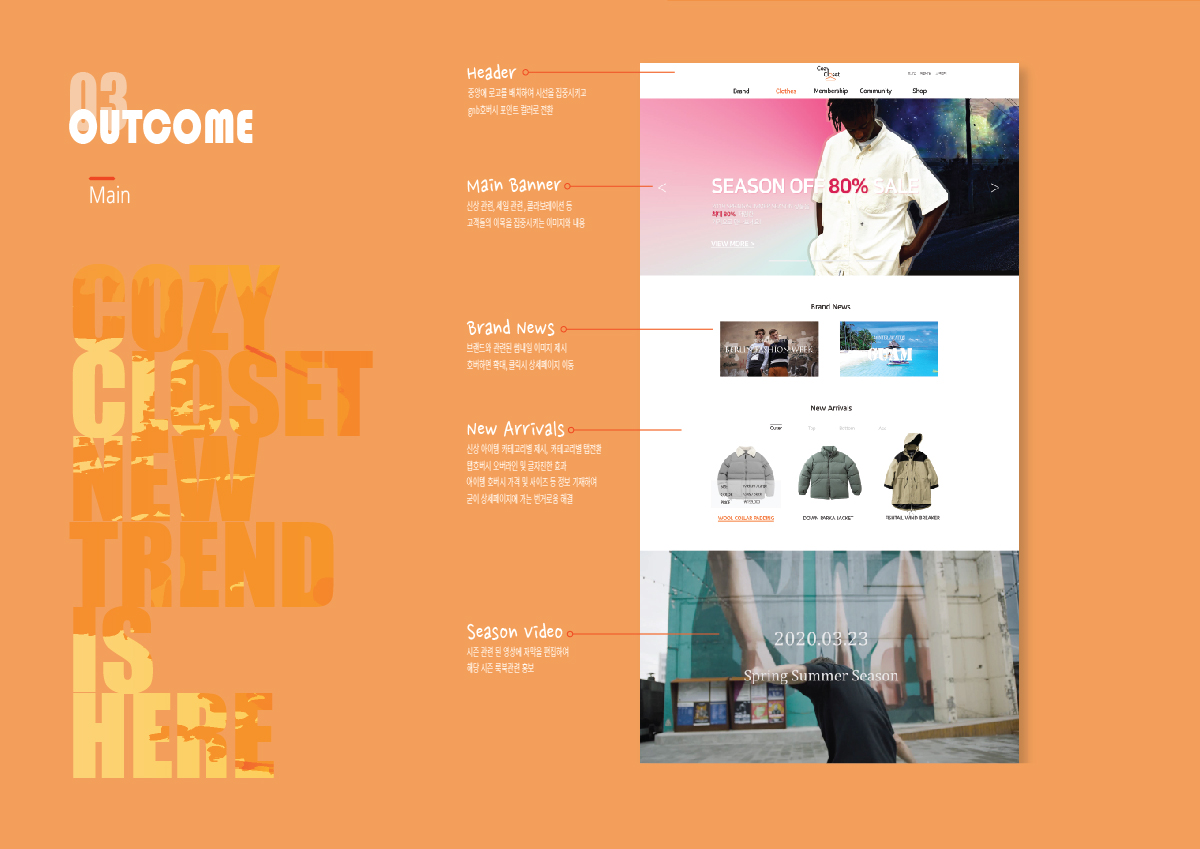 03
OUTCOME
Main
COZY
CLOSET
NEW
TREND
IS
HERE
Header
중앙에 로고를 배치하여 시선을 집중시키고
gnb호버시 포인트 컬러로 전환
Main Banner
신상 관련, 세일 관련, 콜라보레이션 등
고객들의 이목을 집중시키는 이미지와 내용
Brand News
브랜드와 관련된 썸네일 이미지 제시
호버하면 확대, 클릭시 상세페이지 이동
New Arrivals
신상 아이템 카테고리별 제시, 카테고리별 탭전환
탭호버시 오버라인 및 글자진한 효과
아이템 호버시 가격 및 사이즈 등 정보 기재하여
굳이 상세페이지에 가는 번거로움 해결
Season Video
시즌 관련 된 영상에 자막을 편집하여
해당 시즌 룩북관련 홍보
Cozy
closet
Brand Clothes Membership Community Shop
SEASON OFF 80% SALE
최대 80%
VIEW MORE >
< >
Brand News
BERLIN FASHION WEEK
GUAM
New Arrivals
Outer Top Bottom Acc
WOOL COLLAR PADDING
DOWN PARKA JACKET
FISHTAIL WIND BREAKER
2020.03.23
Spring Summer Season